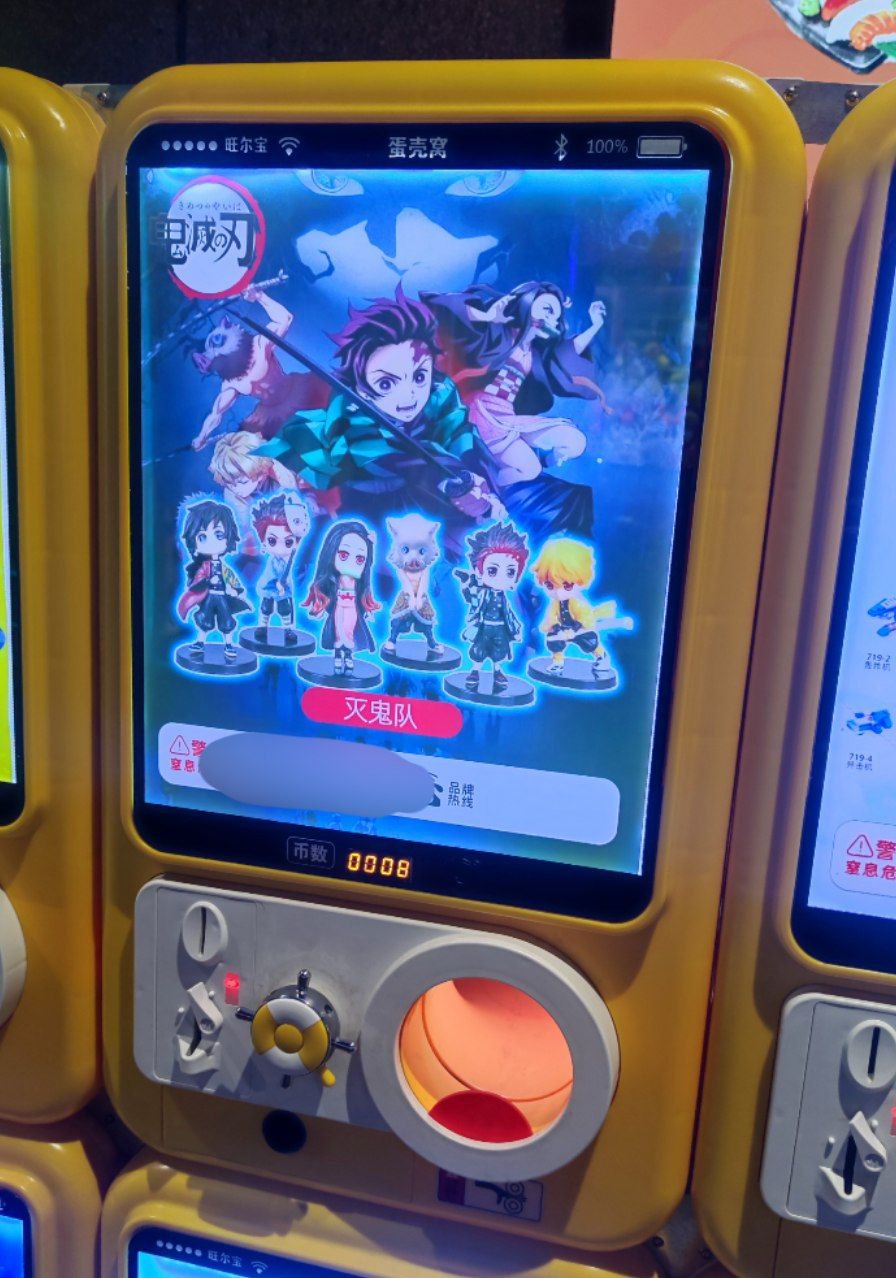 旺尔宝
蛋壳窝
100%
きめつのやいば
鬼滅の刃
灭鬼队
警
窒息
品牌
热线
币数
0008
719-2
719-4
警
窒息危
旺尔宝